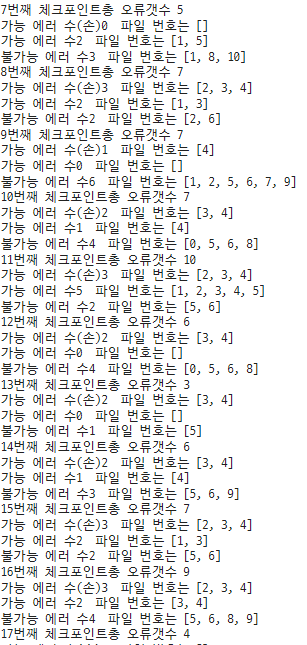 7번째 체크포인트총 오류갯수 5
가능 에러 수(손)0 파일 번호는 []
가능 에러 수2 파일 번호는 [1, 5]
불가능 에러 수3 파일 번호는 [1, 8, 10]
8번째 체크포인트총 오류갯수 7
가능 에러 수(손)3 파일 번호는 [2, 3, 4]
가능 에러 수2 파일 번호는 [1, 3]
불가능 에러 수2 파일 번호는 [2, 6]
9번째 체크포인트총 오류갯수 7
가능 에러 수(손)1 파일 번호는 [4]
가능 에러 수0 파일 번호는 []
불가능 에러 수6 파일 번호는 [1, 2, 5, 6, 7, 9]
10번째 체크포인트총 오류갯수 7
가능 에러 수(손)2 파일 번호는 [3, 4]
가능 에러 수1 파일 번호는 [4]
불가능 에러 수4 파일 번호는 [0, 5, 6, 8]
11번째 체크포인트총 오류갯수 10
가능 에러 수(손)3 파일 번호는 [2, 3, 4]
가능 에러 수5 파일 번호는 [1, 2, 3, 4, 5]
불가능 에러 수2 파일 번호는 [5, 6]
12번째 체크포인트총 오류갯수 6
가능 에러 수(손)2 파일 번호는 [3, 4]
가능 에러 수0 파일 번호는 []
불가능 에러 수4 파일 번호는 [0, 5, 6, 8]
13번째 체크포인트총 오류갯수 3
가능 에러 수(손)2 파일 번호는 [3, 4]
가능 에러 수0 파일 번호는 []
불가능 에러 수1 파일 번호는 [5]
14번째 체크포인트총 오류갯수 6
가능 에러 수(손)2 파일 번호는 [3, 4]
가능 에러 수1 파일 번호는 [4]
불가능 에러 수3 파일 번호는 [5, 6, 9]
15번째 체크포인트총 오류갯수 7
가능 에러 수(손)3 파일 번호는 [2, 3, 4]
가능 에러 수2 파일 번호는 [1, 3]
불가능 에러 수2 파일 번호는 [5, 6]
16번째 체크포인트총 오류갯수 9
가능 에러 수(손)3 파일 번호는 [2, 3, 4]
가능 에러 수2 파일 번호는 [3, 4]
불가능 에러 수4 파일 번호는 [5, 6, 8, 9]
17번째 체크포인트총 오류갯수 4